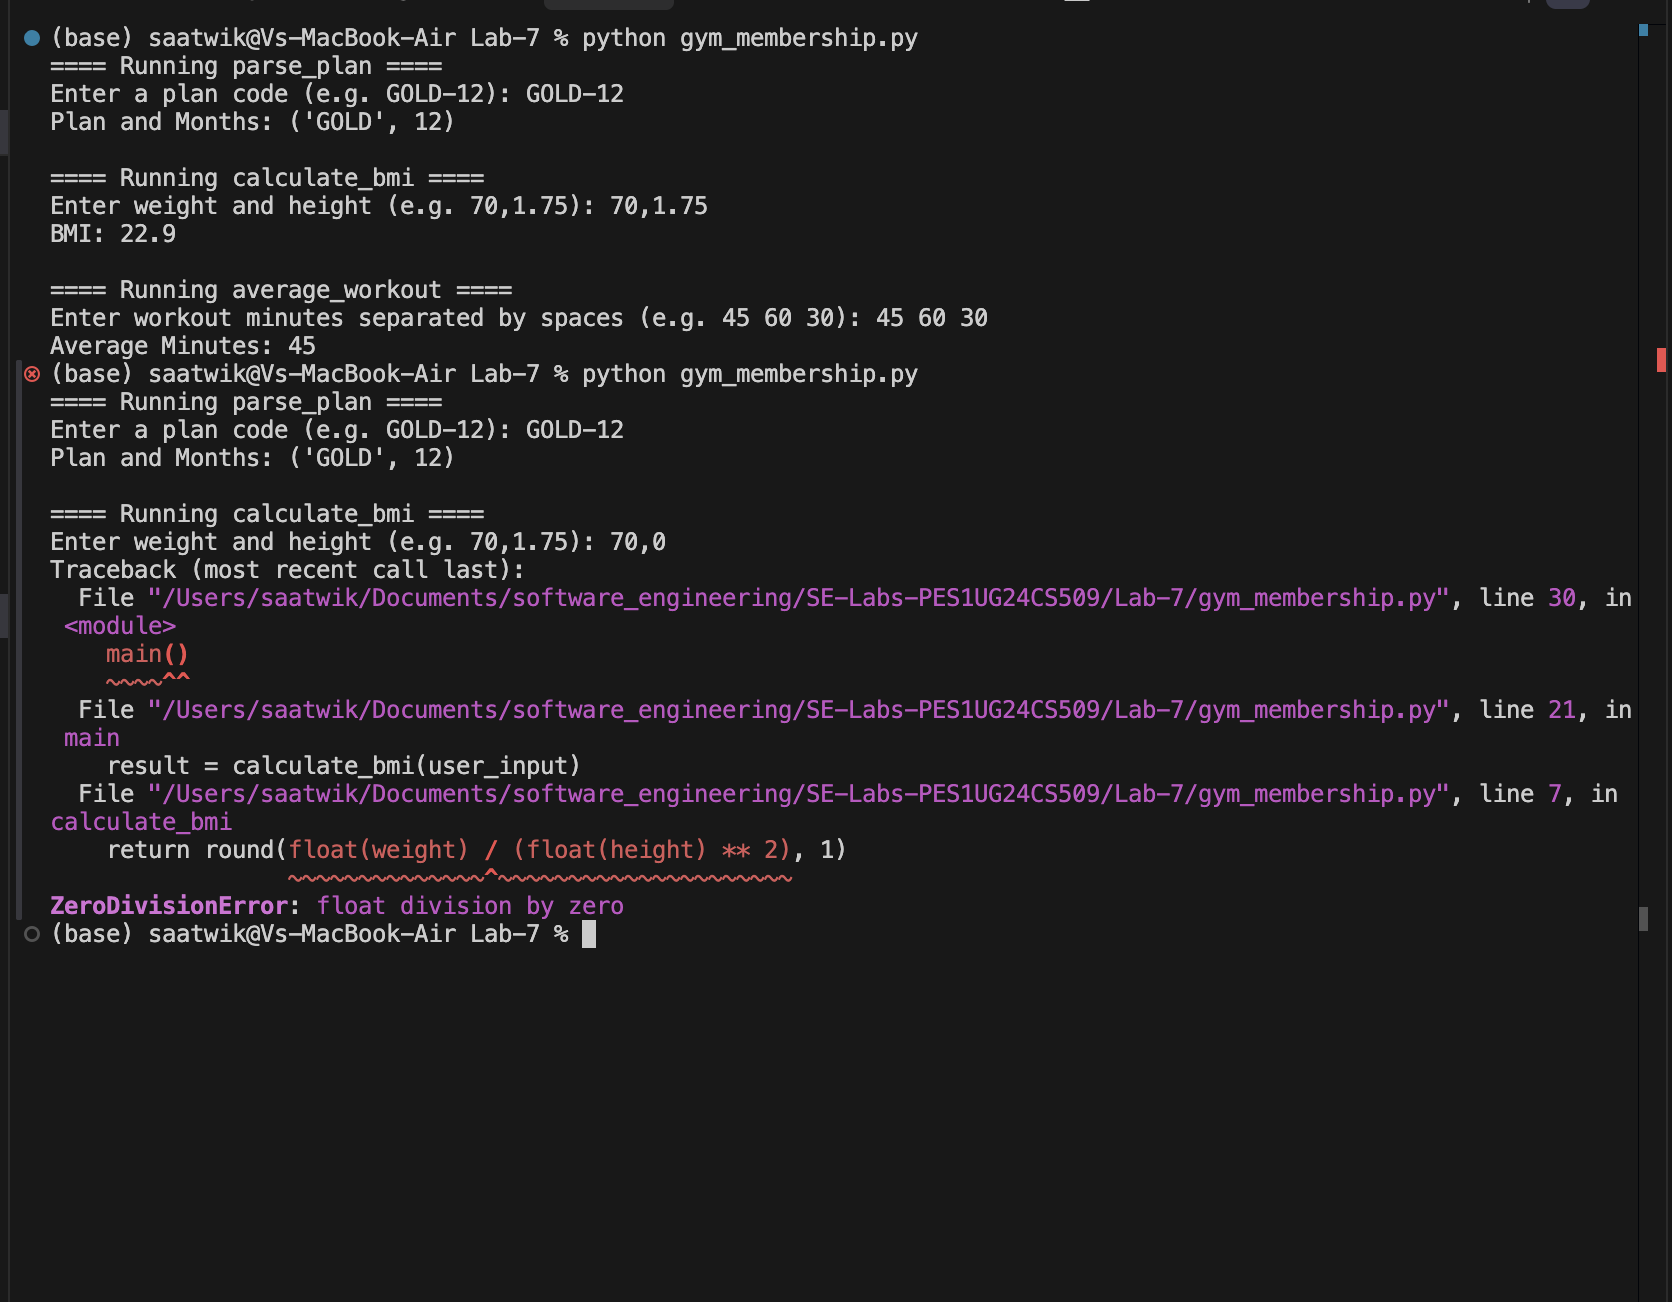 (base) saatwik@Vs-MacBook-Air Lab-7 % python gym_membership.py
==== Running parse_plan ====
Enter a plan code (e.g. GOLD-12): GOLD-12
Plan and Months: ('GOLD', 12)
==== Running calculate_bmi ====
Enter weight and height (e.g. 70,1.75): 70,1.75
BMI: 22.9
==== Running average_workout ====
Enter workout minutes separated by spaces (e.g. 45 60 30): 45 60 30
Average Minutes: 45
(base) saatwik@Vs-MacBook-Air Lab-7 % python gym_membership.py
==== Running parse_plan ====
Enter a plan code (e.g. GOLD-12): GOLD-12
Plan and Months: ('GOLD', 12)
==== Running calculate_bmi ====
Enter weight and height (e.g. 70,1.75): 70,0
Traceback (most recent call last):
  File "/Users/saatwik/Documents/software_engineering/SE-Labs-PES1UG24CS509/Lab-7/gym_membership.py", line 30, in
 <module>
    main()
    ~~~~^^
  File "/Users/saatwik/Documents/software_engineering/SE-Labs-PES1UG24CS509/Lab-7/gym_membership.py", line 21, in
 main
    result = calculate_bmi(user_input)
  File "/Users/saatwik/Documents/software_engineering/SE-Labs-PES1UG24CS509/Lab-7/gym_membership.py", line 7, in
calculate_bmi
    return round(float(weight) / (float(height) ** 2), 1)
                 ~~~~~~~~~~~~~~^~~~~~~~~~~~~~~~~~~~~
ZeroDivisionError: float division by zero
(base) saatwik@Vs-MacBook-Air Lab-7 %